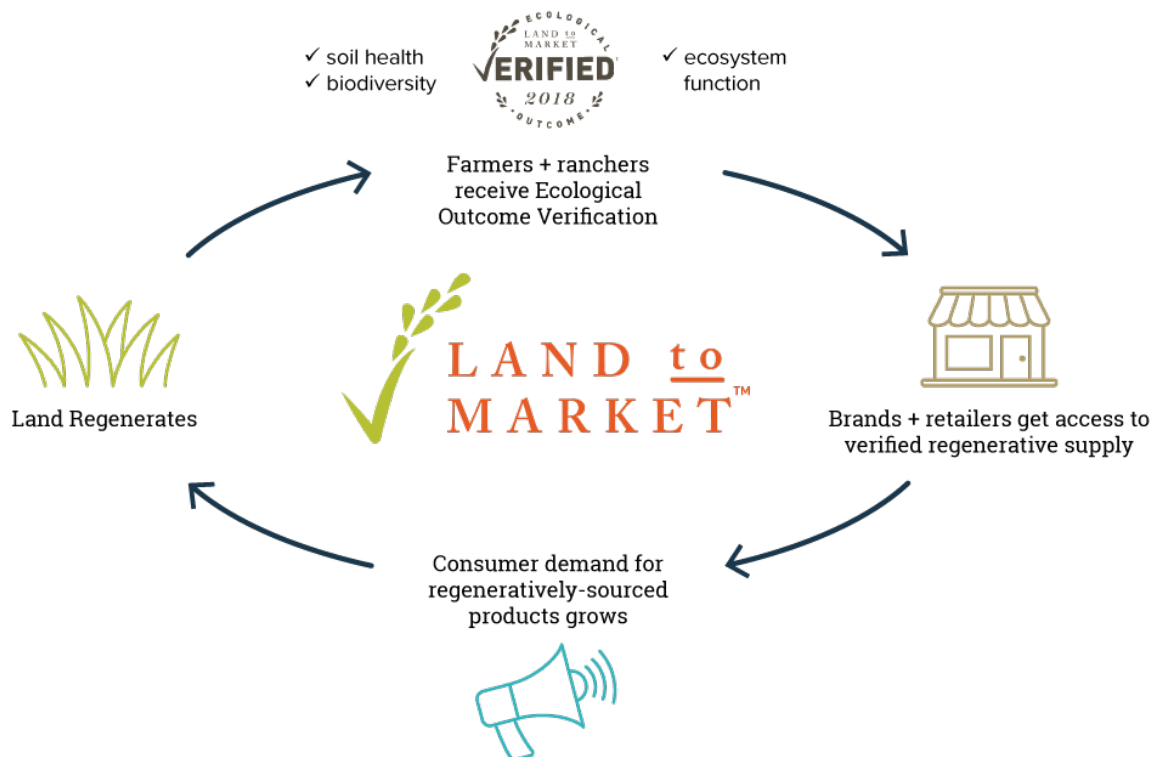 ECOLOGICAL
LAND to
MARKET
VERIFIED
2018
OUTCOME
✓ soil health
✓ biodiversity
✓ ecosystem
function
Farmers + ranchers
receive Ecological
Outcome Verification
LAND to
MARKET™
Land Regenerates
Brands + retailers get access to
verified regenerative supply
Consumer demand for
regeneratively-sourced
products grows